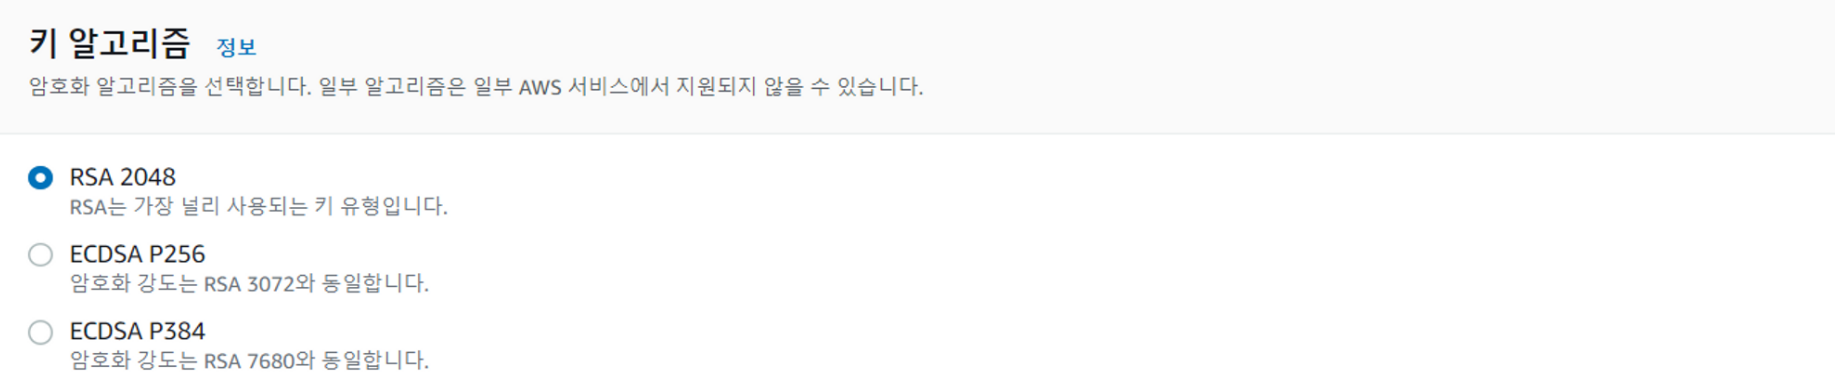 키 알고리즘 정보
암호화 알고리즘을 선택합니다. 일부 알고리즘은 일부 AWS 서비스에서 지원되지 않을 수 있습니다.
RSA 2048
RSA는 가장 널리 사용되는 키 유형입니다.
ECDSA P256
암호화 강도는 RSA 3072와 동일합니다.
ECDSA P384
암호화 강도는 RSA 7680와 동일합니다.